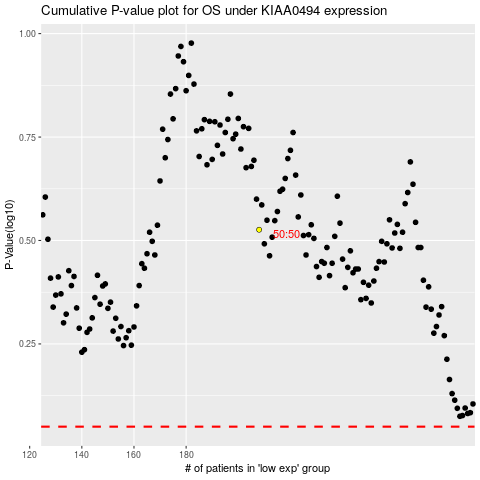 Cumulative P-value plot for OS under KIAA0494 expression
P-Value(log10)
1.00
0.75
0.50
0.25
50:50
120 140 160 180
# of patients in 'low exp' group